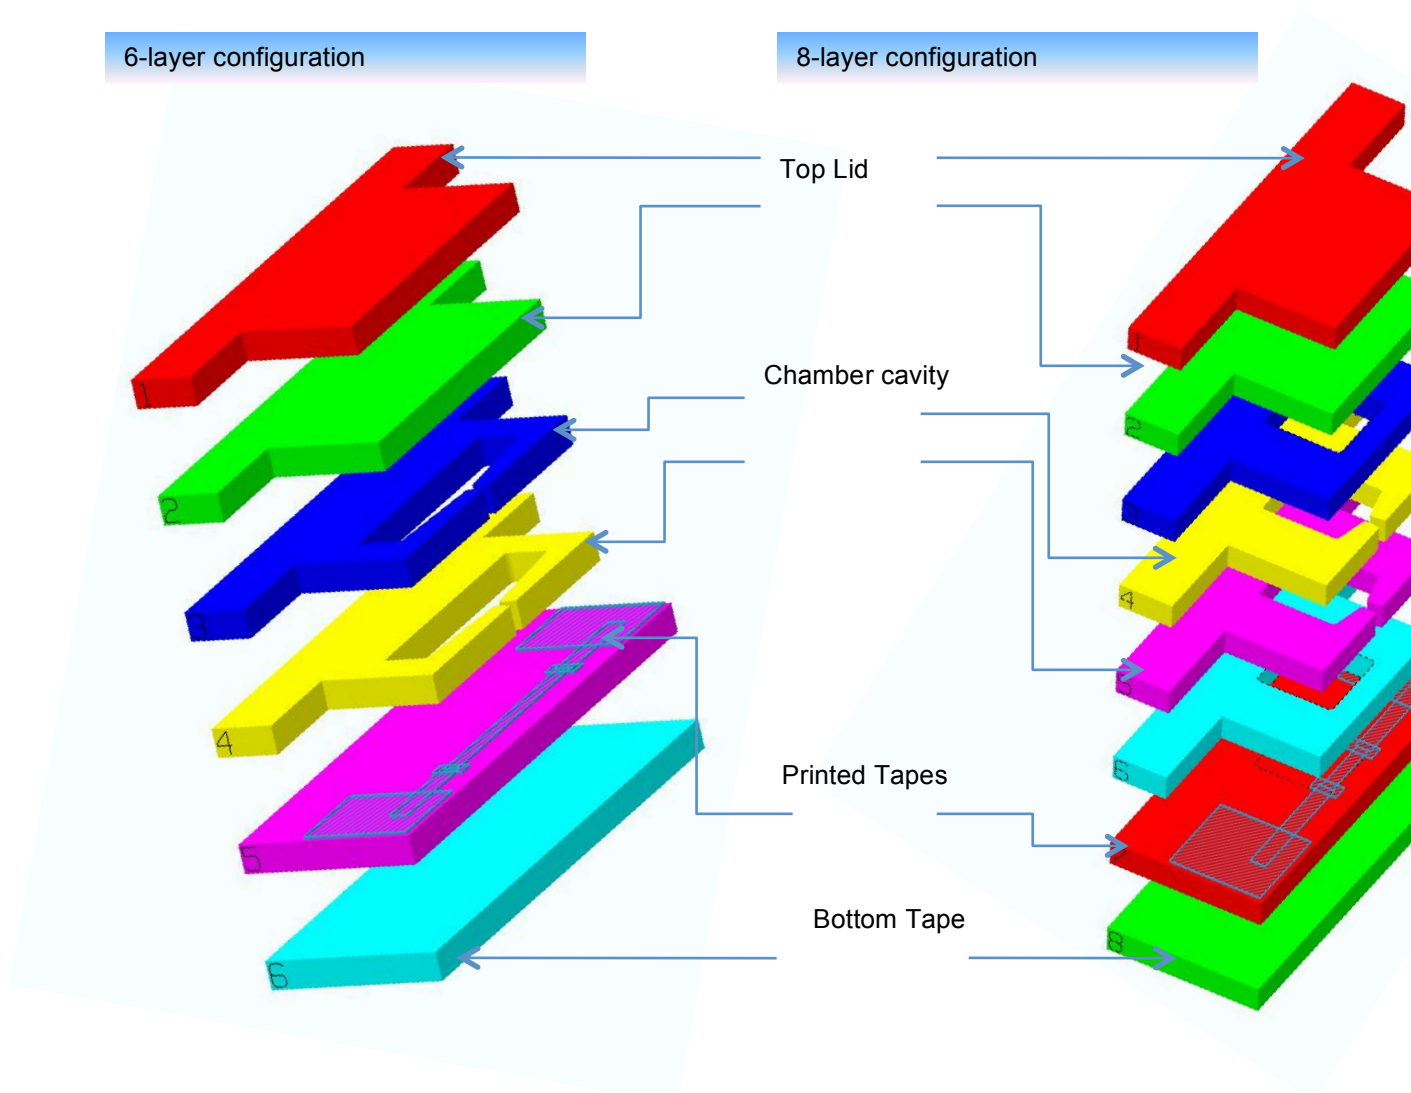 6-layer configuration
8-layer configuration
Top Lid
Chamber cavity
Printed Tapes
Bottom Tape
1
2
3
4
5
6
1
2
4
5
6
8